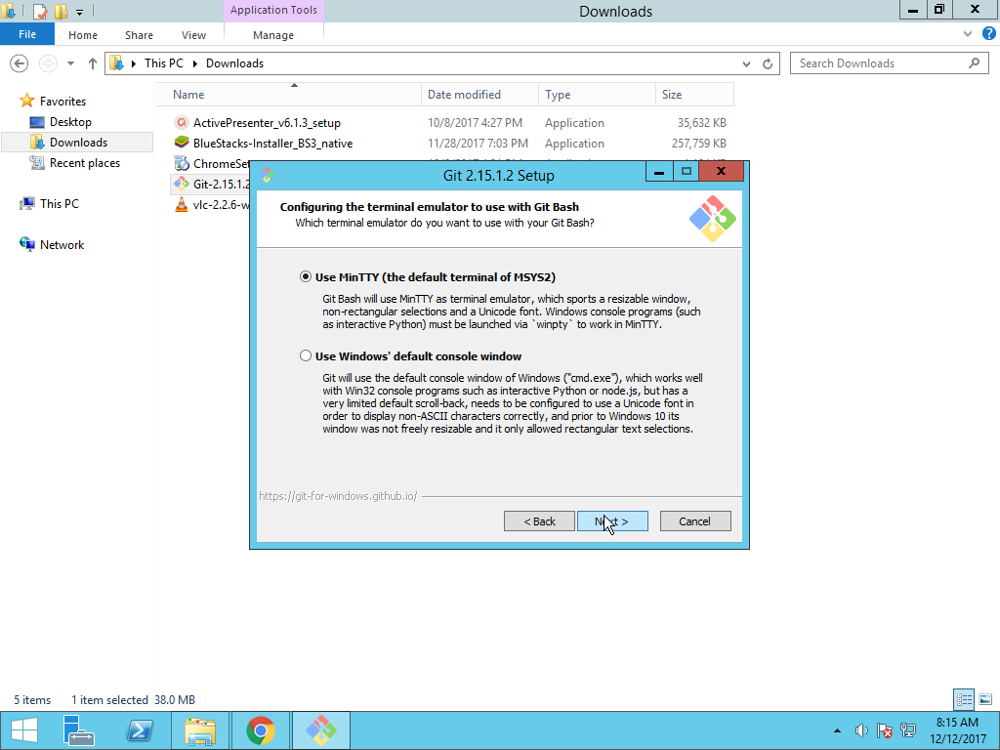 Application Tools
Downloads
File
Home
Share
View
Manage
This PC
Downloads
Search Downloads
Name
Date modified
Type
Size
Favorites
Desktop
Downloads
Recent places
This PC
Network
ActivePresenter_v6.1.3_setup
10/8/2017 4:27 PM
Application
35,632 KB
BlueStacks-Installer_BS3_native
11/28/2017 7:03 PM
Application
257,759 KB
ChromeSet
Git-2.15.1.2
vlc-2.2.6-w
Git 2.15.1.2 Setup
Configuring the terminal emulator to use with Git Bash
Which terminal emulator do you want to use with your Git Bash?
Use MinTTY (the default terminal of MSYS2)
Git Bash will use MinTTY as terminal emulator, which sports a resizable window,
non-rectangular selections and a Unicode font. Windows console programs (such
as interactive Python) must be launched via `winpty` to work in MinTTY.
Use Windows' default console window
Git will use the default console window of Windows ("cmd.exe"), which works well
with Win32 console programs such as interactive Python or node.js, but has a
very limited default scroll-back, needs to be configured to use a Unicode font in
order to display non-ASCII characters correctly, and prior to Windows 10 its
window was not freely resizable and it only allowed rectangular text selections.
https://git-for-windows.github.io/
< Back
Next >
Cancel
5 items
1 item selected 38.0 MB
8:15 AM
12/12/2017